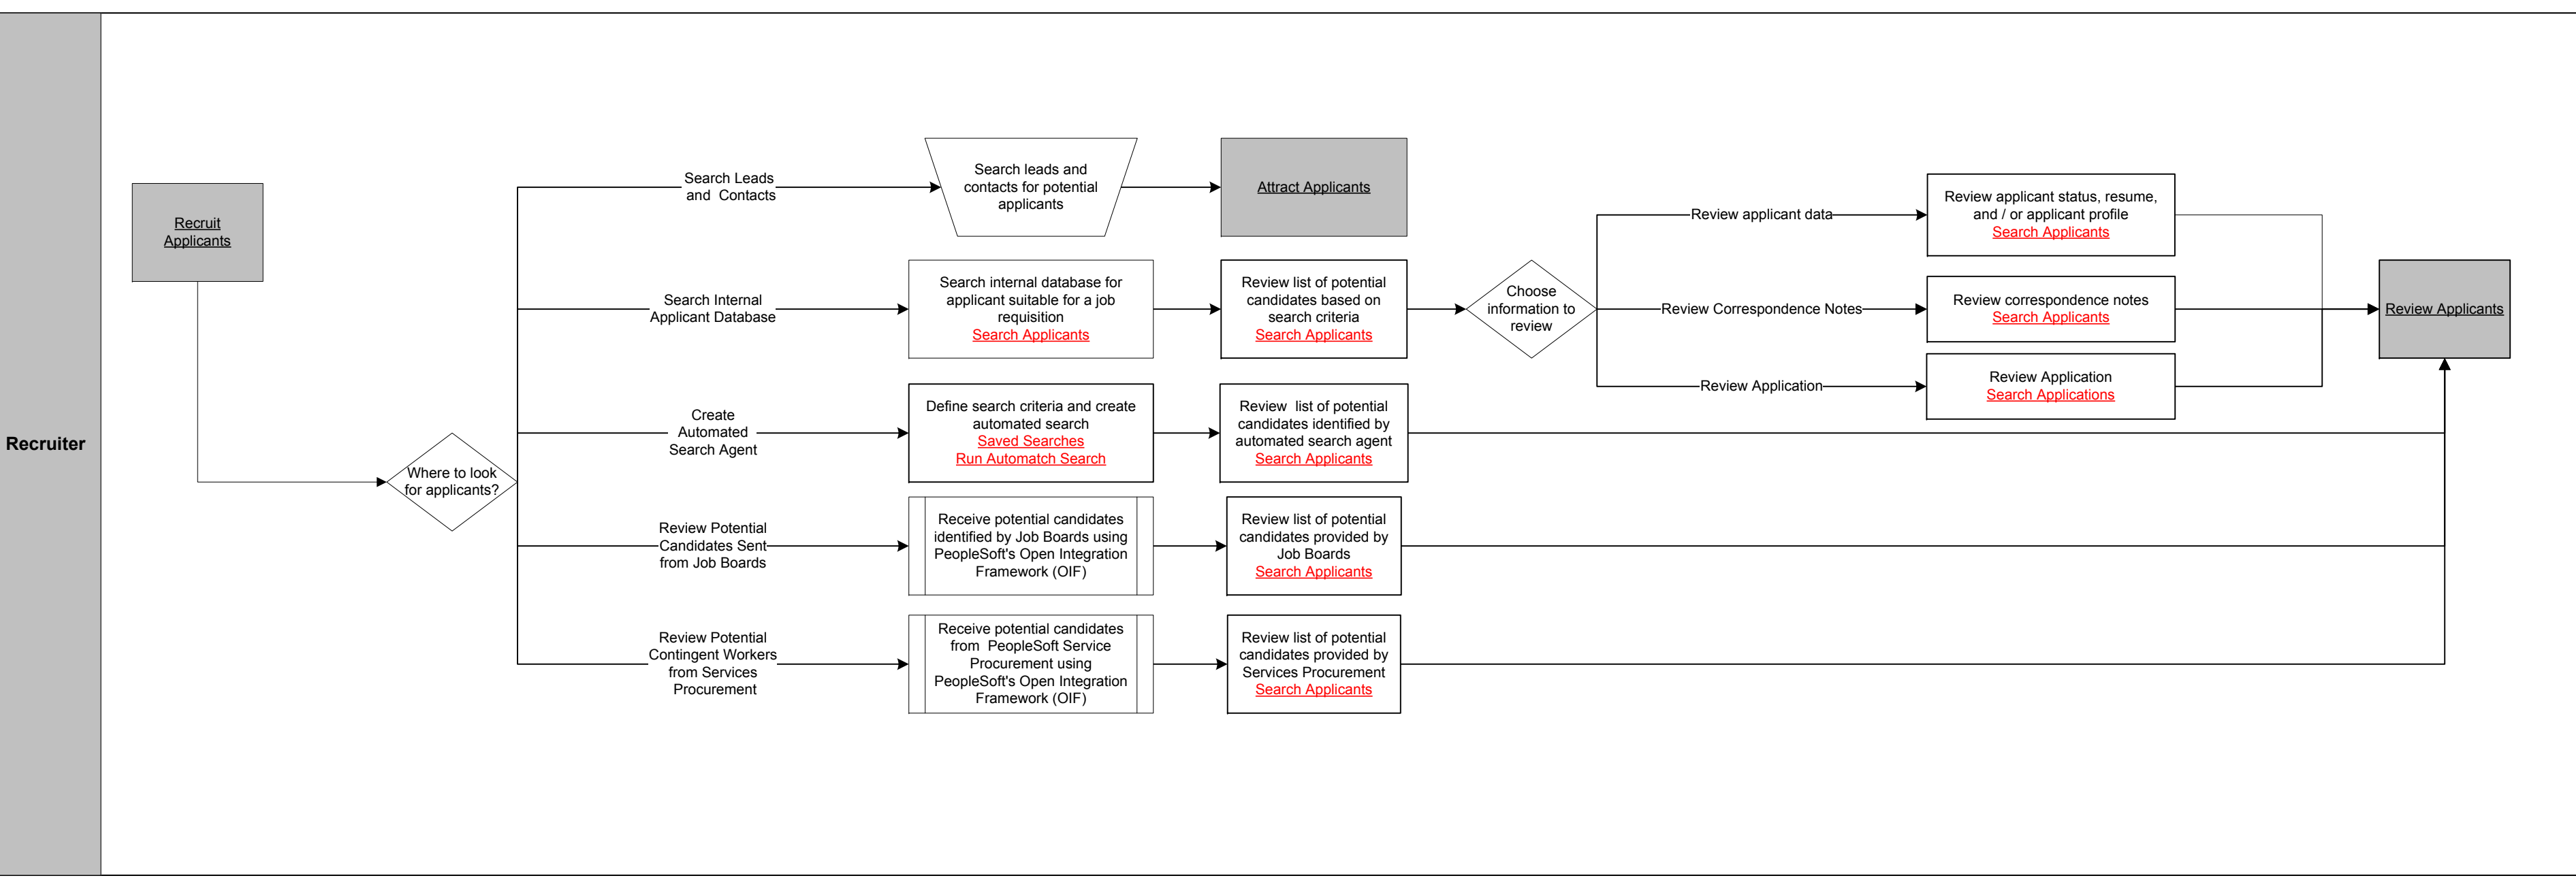 Recruiter
Recruit
Applicants
Where to look
for applicants?
Search Leads
and Contacts
Search leads and
contacts for potential
applicants
Attract Applicants
Search Internal
Applicant Database
Search internal database for
applicant suitable for a job
requisition
Search Applicants
Review list of potential
candidates based on
search criteria
Search Applicants
Choose
information to
review
Review applicant data
Review applicant status, resume,
and / or applicant profile
Search Applicants
Review Correspondence Notes
Review correspondence notes
Search Applicants
Review Application
Review Application
Search Applications
Review Applicants
Create
Automated
Search Agent
Define search criteria and create
automated search
Saved Searches
Run Automatch Search
Review list of potential
candidates identified by
automated search agent
Search Applicants
Review Potential
Candidates Sent
from Job Boards
Receive potential candidates
identified by Job Boards using
PeopleSoft's Open Integration
Framework (OIF)
Review list of potential
candidates provided by
Job Boards
Search Applicants
Review Potential
Contingent Workers
from Services
Procurement
Receive potential candidates
from PeopleSoft Service
Procurement using
PeopleSoft's Open Integration
Framework (OIF)
Review list of potential
candidates provided by
Services Procurement
Search Applicants